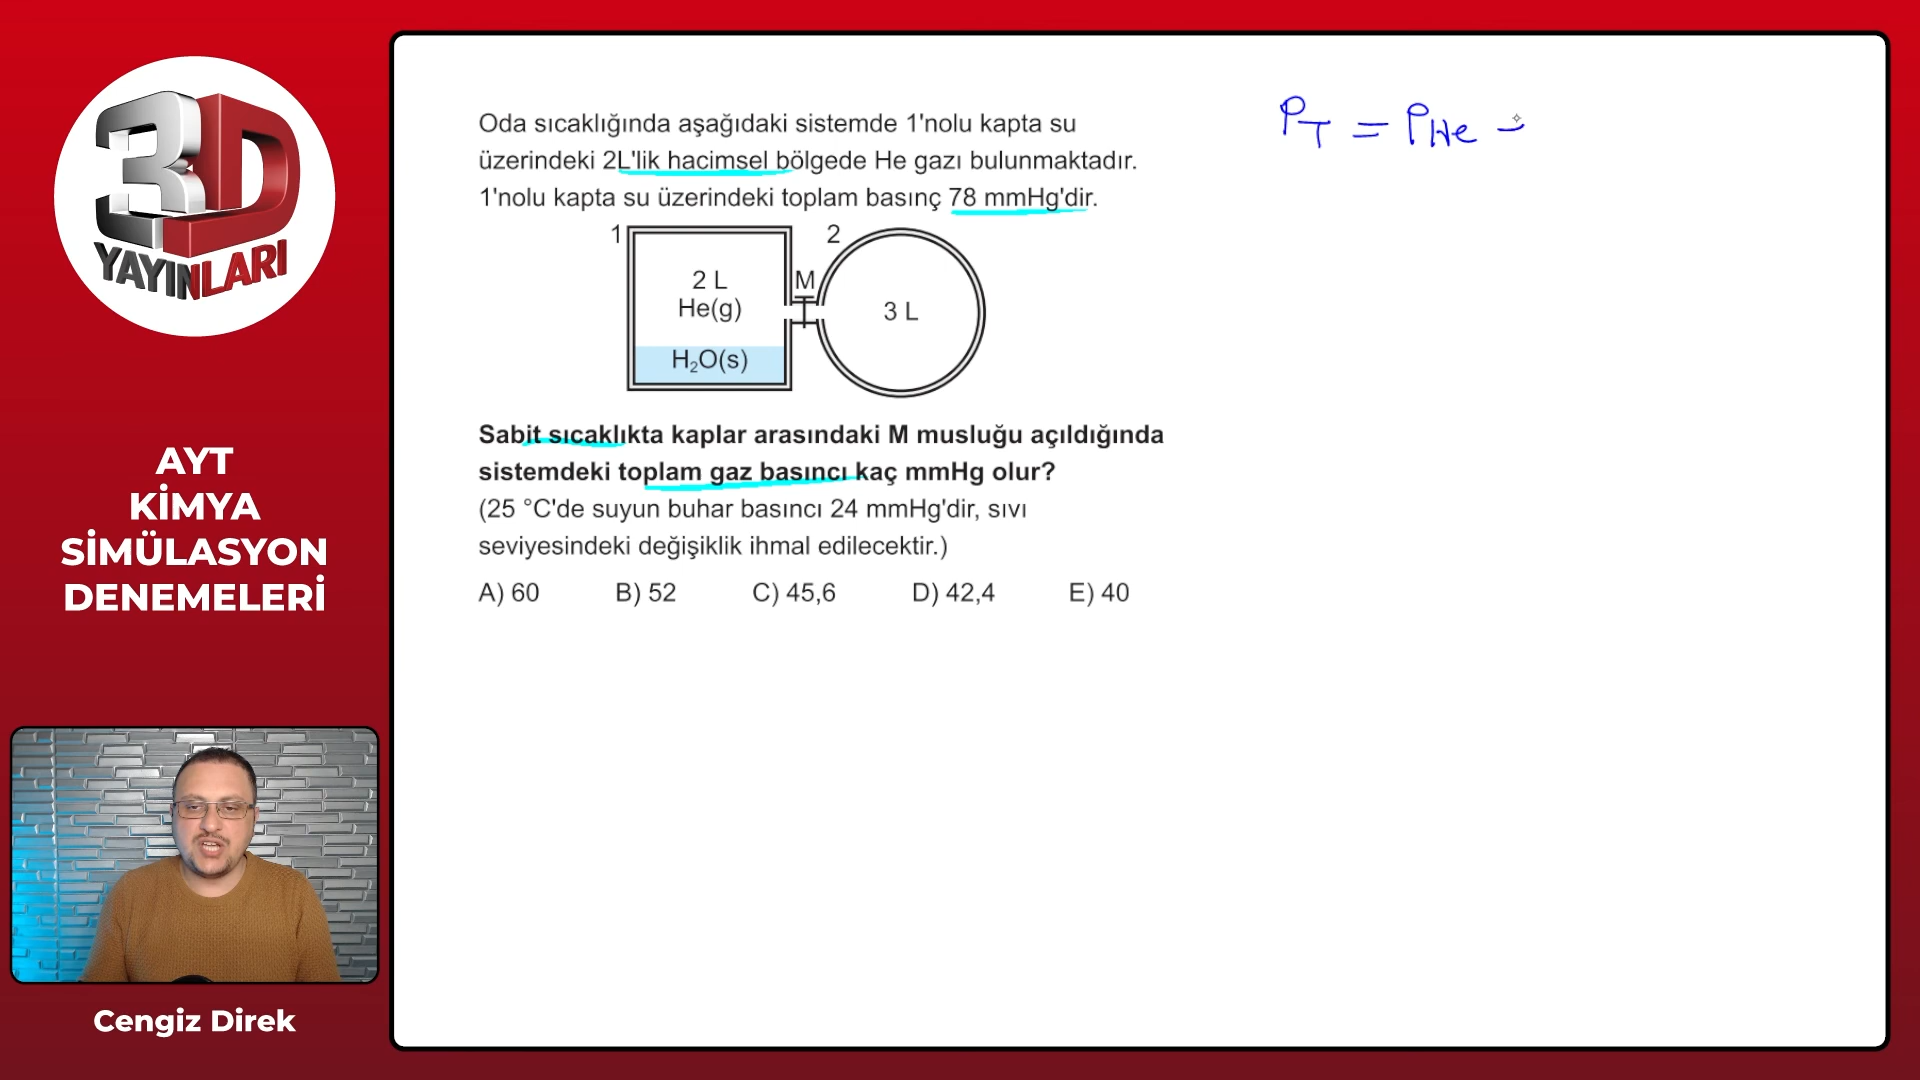 3D
YAYINLARI
AYT
KİMYA
SİMÜLASYON
DENEMELERİ
Cengiz Direk
Oda sıcaklığında aşağıdaki sistemde 1'nolu kapta su
üzerindeki 2L'lik hacimsel bölgede He gazı bulunmaktadır.
1'nolu kapta su üzerindeki toplam basınç 78 mmHg'dir.
1
2
2 L
He(g)
M
3 L
H₂O(s)
Sabit sıcaklıkta kaplar arasındaki M musluğu açıldığında
sistemdeki toplam gaz basıncı kaç mmHg olur?
(25 °C'de suyun buhar basıncı 24 mmHg'dir, sıvı
seviyesindeki değişiklik ihmal edilecektir.)
A) 60 B) 52 C) 45,6 D) 42,4 E) 40
P_T = P_He -